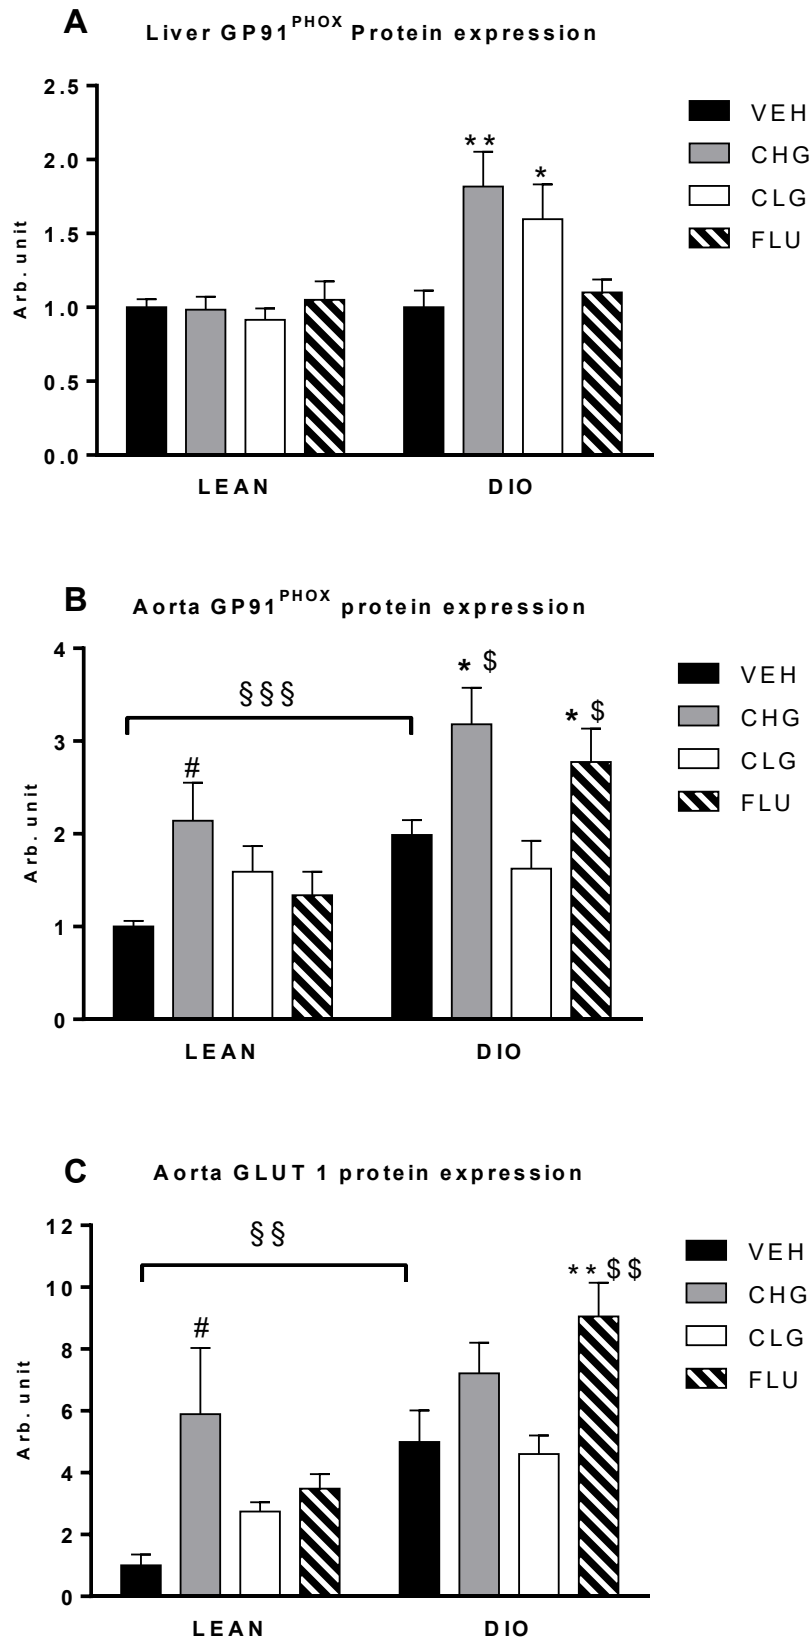 A
Liver GP91PHOX Protein expression
2.5
2.0
1.5
1.0
0.5
0.0
Arb. unit
**
*
LEAN
DIO
VEH
CHG
CLG
FLU
B
Aorta GP91PHOX protein expression
4
3
2
1
0
Arb. unit
§§§
#
* $
* $
LEAN
DIO
VEH
CHG
CLG
FLU
C
Aorta GLUT 1 protein expression
12
10
8
6
4
2
0
Arb. unit
§§
#
**$$
LEAN
DIO
VEH
CHG
CLG
FLU